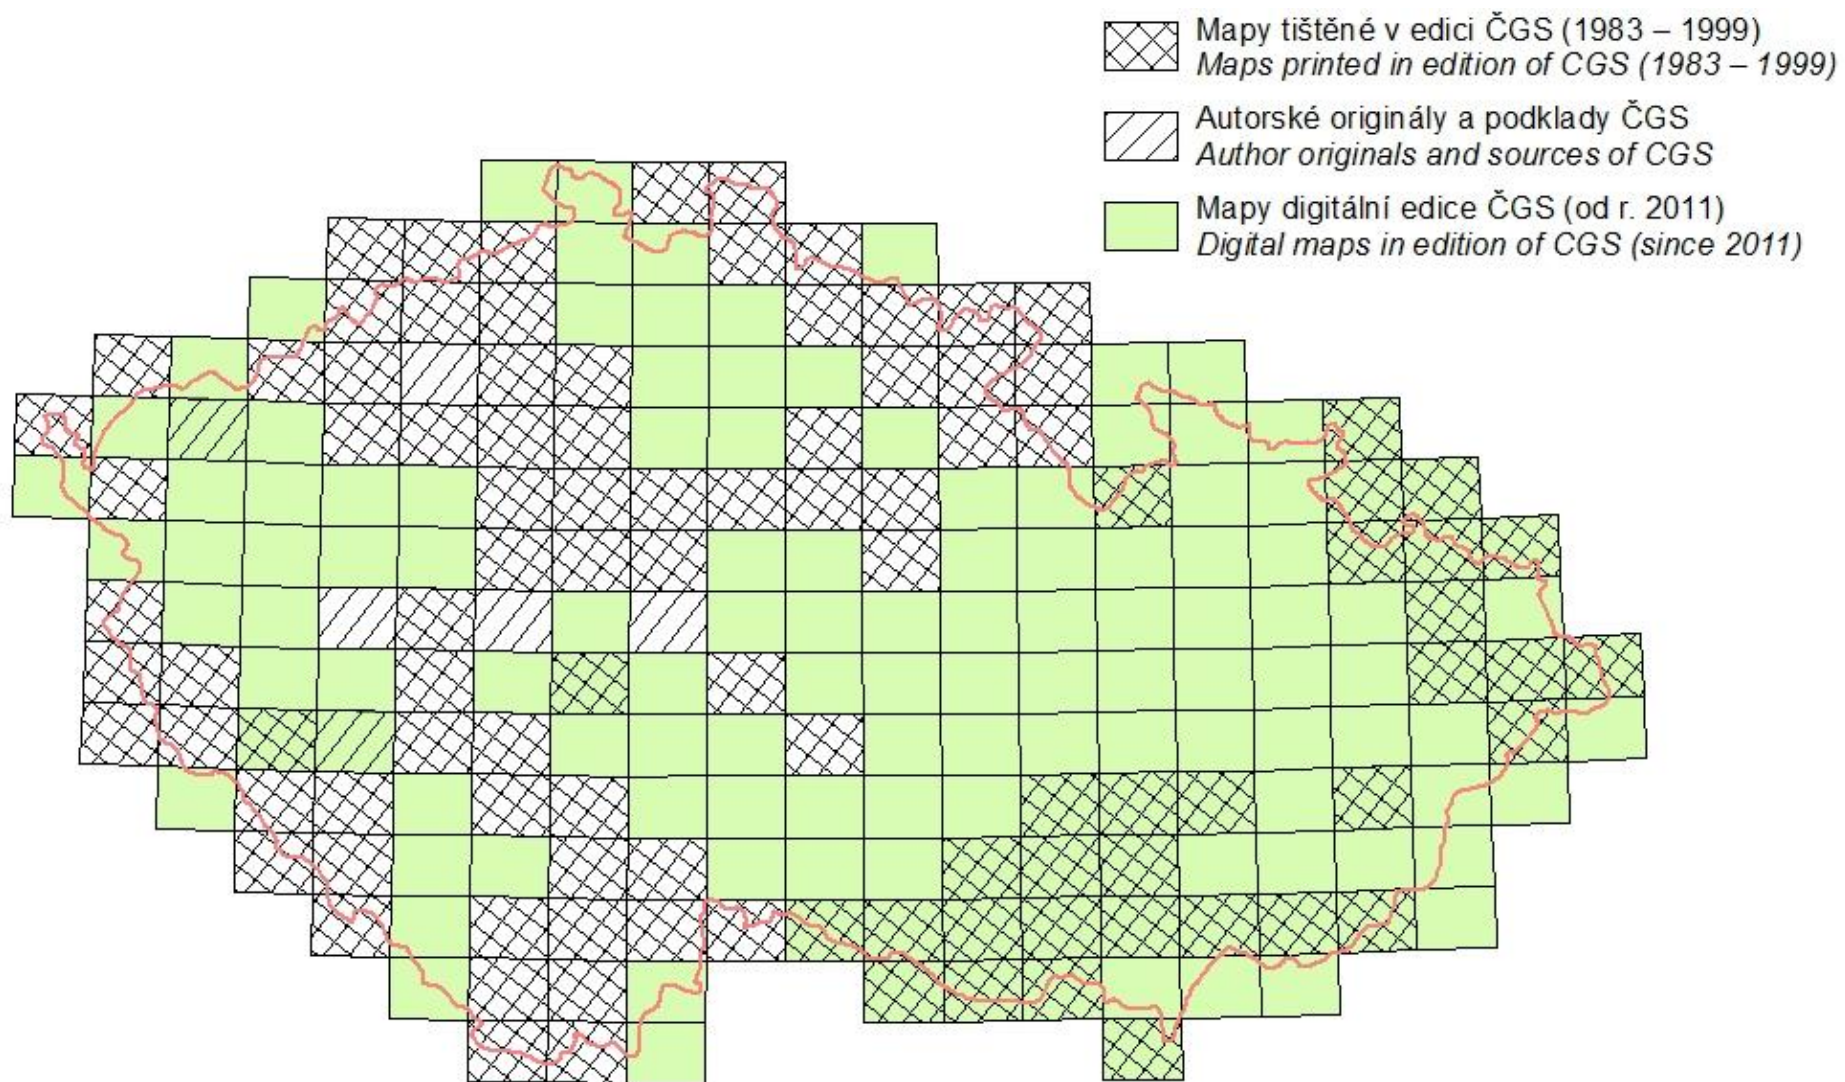 Mapy tištěné v edici ČGS (1983 – 1999)
Maps printed in edition of CGS (1983 – 1999)
Autorské originály a podklady ČGS
Author originals and sources of CGS
Mapy digitální edice ČGS (od r. 2011)
Digital maps in edition of CGS (since 2011)